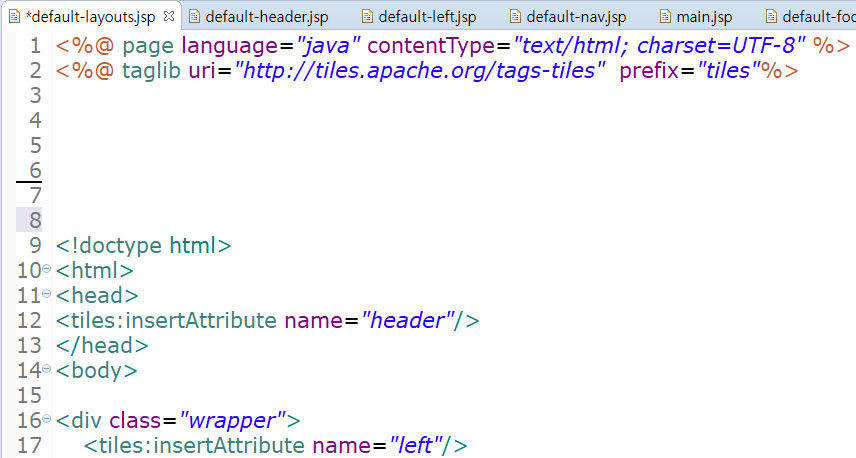 *default-layouts.jsp default-header.jsp default-left.jsp default-nav.jsp main.jsp default-foo
1 <%@ page language="java" contentType="text/html; charset=UTF-8" %>
2 <%@ taglib uri="http://tiles.apache.org/tags-tiles"  prefix="tiles"%>
3
4
5
6
7
8
9 <!doctype html>
10 <html>
11 <head>
12 <tiles:insertAttribute name="header"/>
13 </head>
14 <body>
15
16 <div class="wrapper">
17   <tiles:insertAttribute name="left"/>